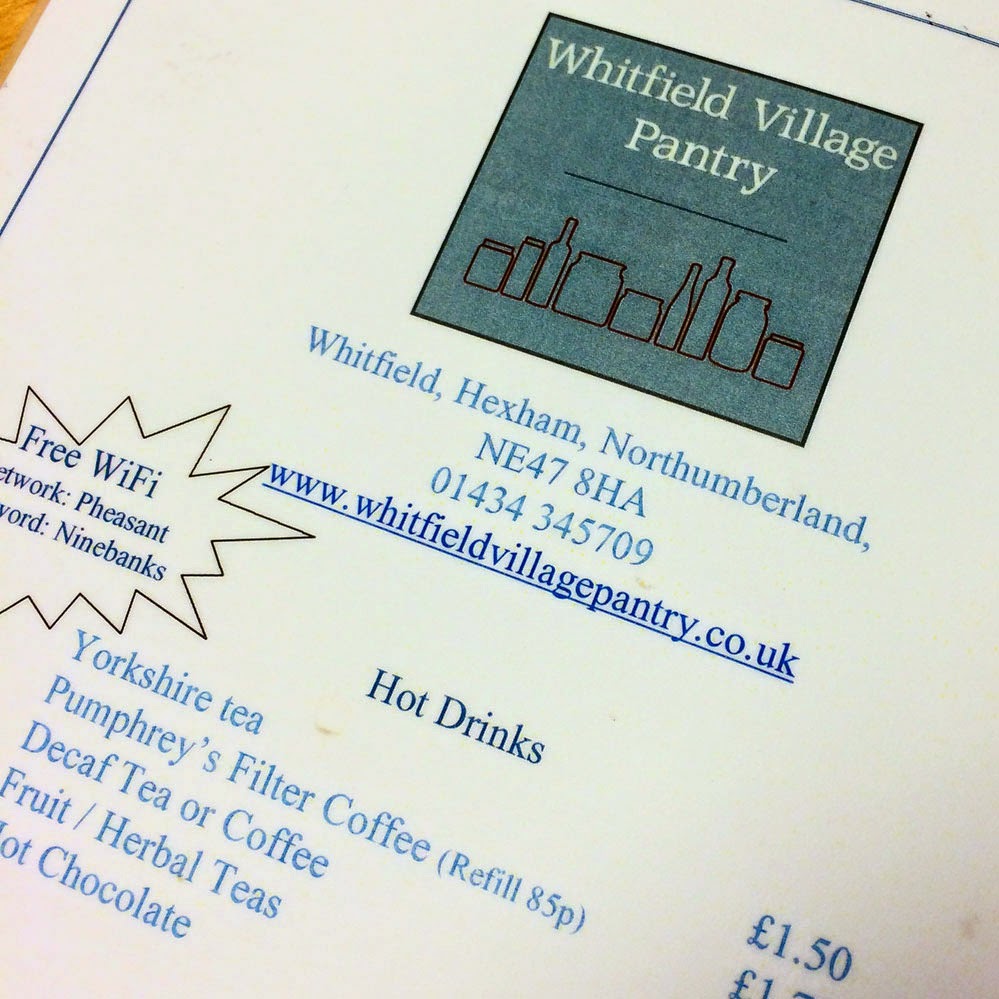 Whitfield Village
Pantry
Whitfield, Hexham, Northumberland,
NE47 8HA
01434 345709
www.whitfieldvillagepantry.co.uk
Free WiFi
etwork: Pheasant
word: Ninebanks
Hot Drinks
Yorkshire tea
Pumphrey's Filter Coffee (Refill 85p)
Decaf Tea or Coffee
Fruit / Herbal Teas
ot Chocolate
£1.50